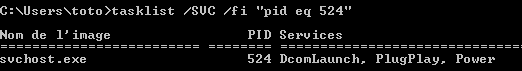 C:\Users\toto>tasklist /SVC /fi "pid eq 524"
Nom de l'image                 PID Services
========================= ======== ============================================
svchost.exe                    524 DcomLaunch, PlugPlay, Power